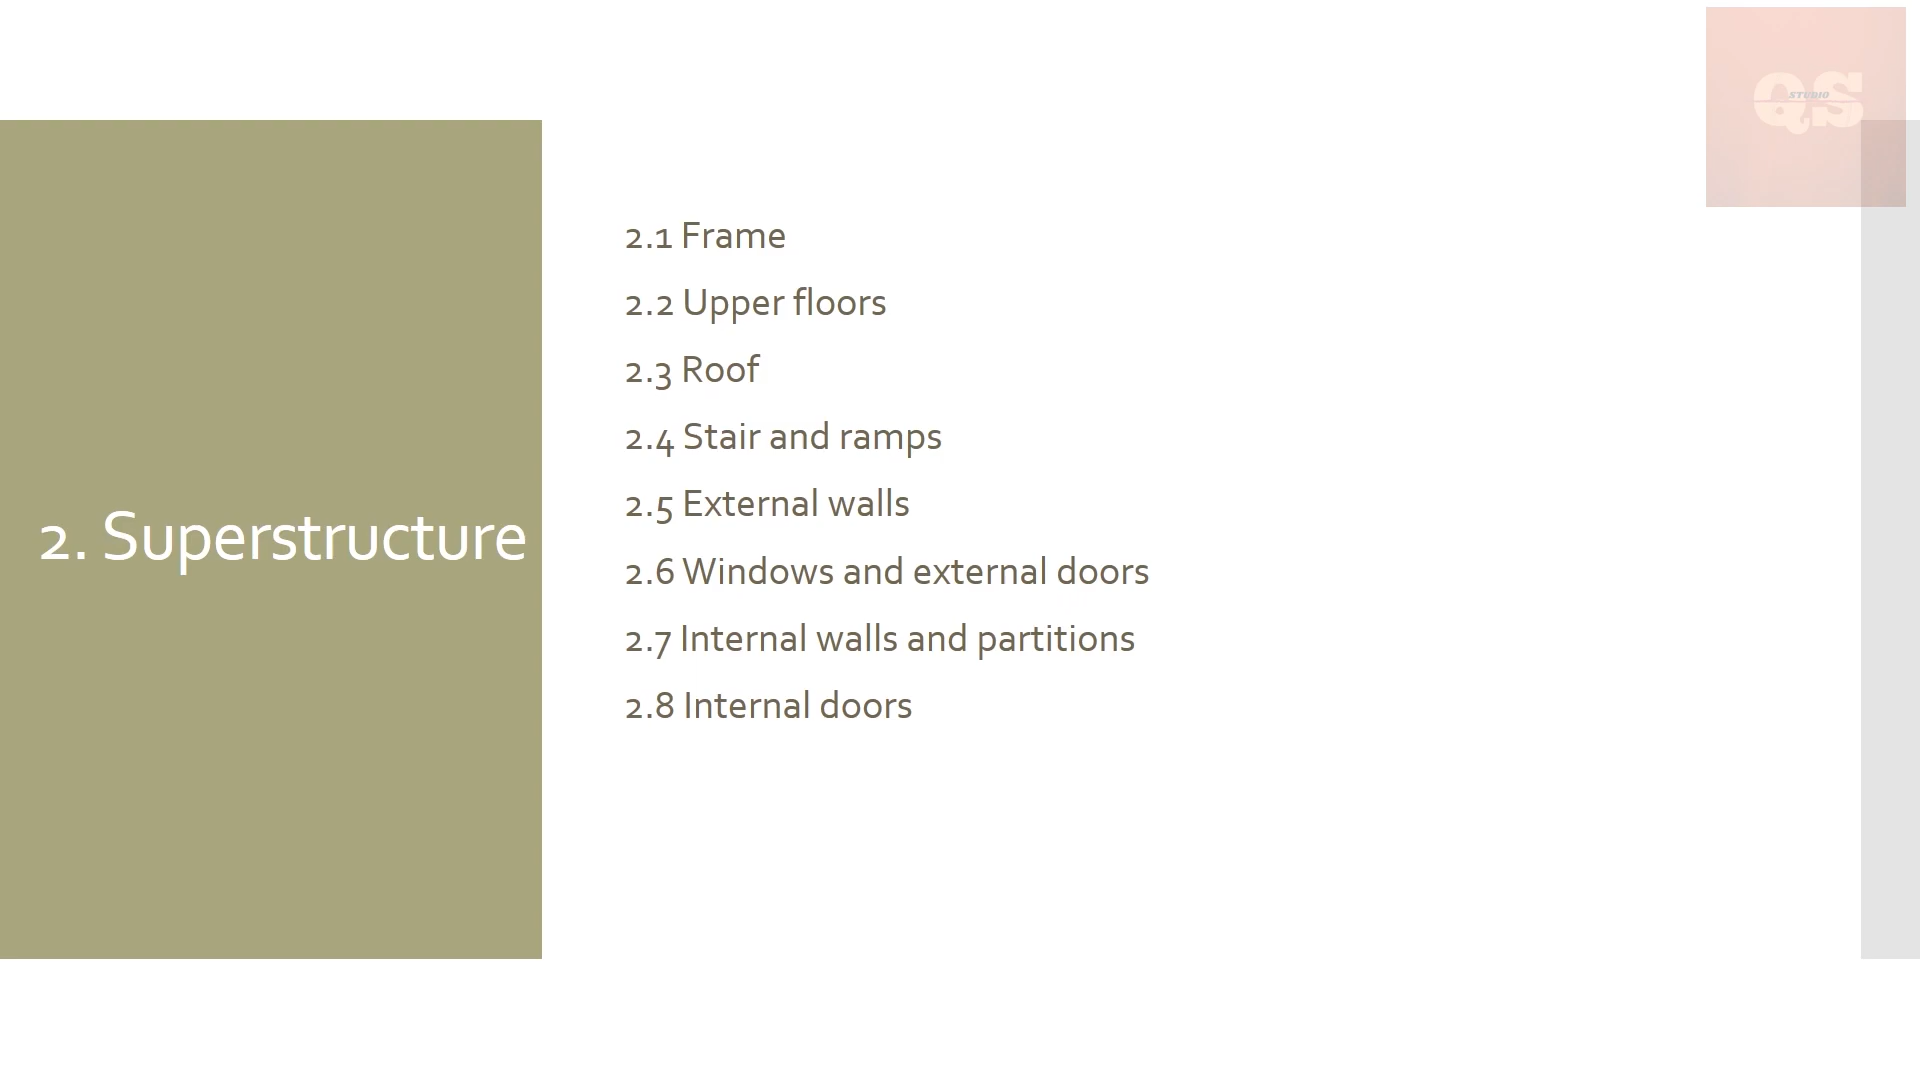 QS
STUDIO
2. Superstructure
2.1 Frame
2.2 Upper floors
2.3 Roof
2.4 Stair and ramps
2.5 External walls
2.6 Windows and external doors
2.7 Internal walls and partitions
2.8 Internal doors